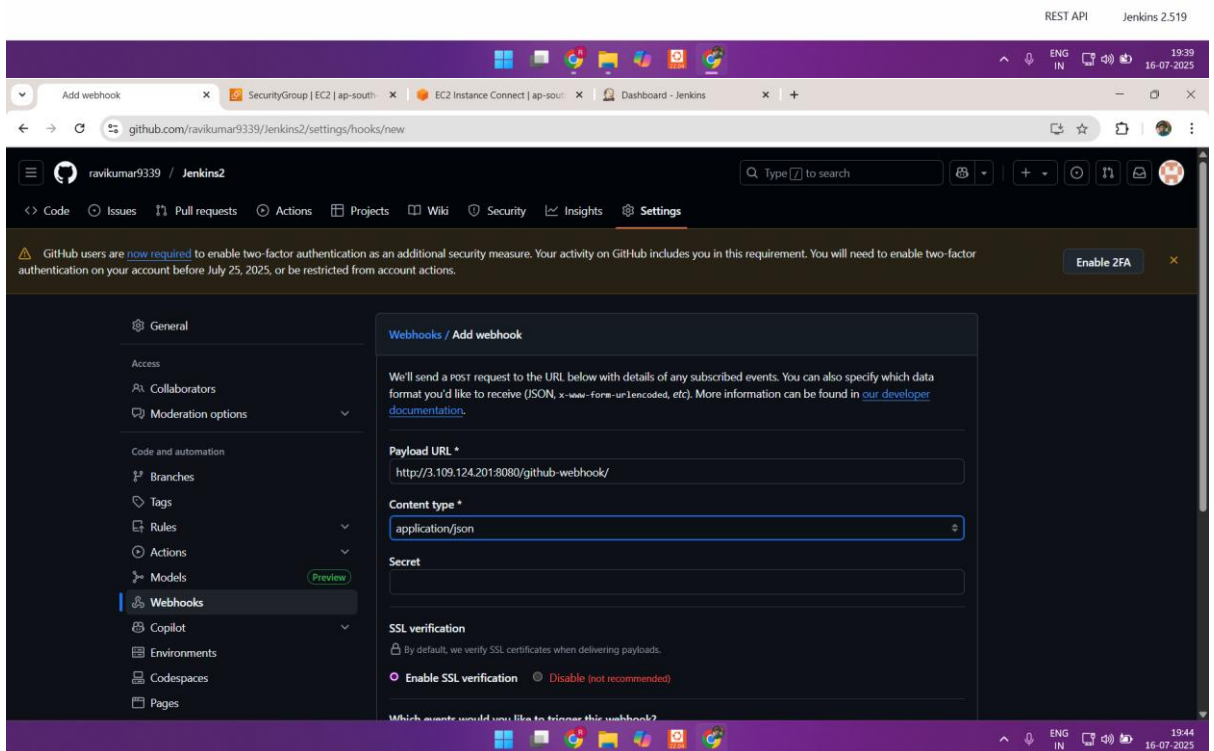 REST API Jenkins 2.519
ENG 19:39
IN 16-07-2025
Add webhook SecurityGroup | EC2 | ap-south- EC2 Instance Connect | ap-sout Dashboard - Jenkins
github.com/ravikumar9339/Jenkins2/settings/hooks/new
ravikumar9339 / Jenkins2 Type / to search
Code Issues Pull requests Actions Projects Wiki Security Insights Settings
GitHub users are now required to enable two-factor authentication as an additional security measure. Your activity on GitHub includes you in this requirement. You will need to enable two-factor
authentication on your account before July 25, 2025, or be restricted from account actions.
Enable 2FA
General
Access
Collaborators
Moderation options
Code and automation
Branches
Tags
Rules
Actions
Models Preview
Webhooks
Copilot
Environments
Codespaces
Pages
Webhooks / Add webhook
We'll send a POST request to the URL below with details of any subscribed events. You can also specify which data
format you'd like to receive (JSON, x-www-form-urlencoded, etc). More information can be found in our developer
documentation.
Payload URL *
http://3.109.124.201:8080/github-webhook/
Content type *
application/json
Secret
SSL verification
By default, we verify SSL certificates when delivering payloads.
Enable SSL verification Disable (not recommended)
Which events would you like to trigger this webhook?
ENG 19:44
IN 16-07-2025